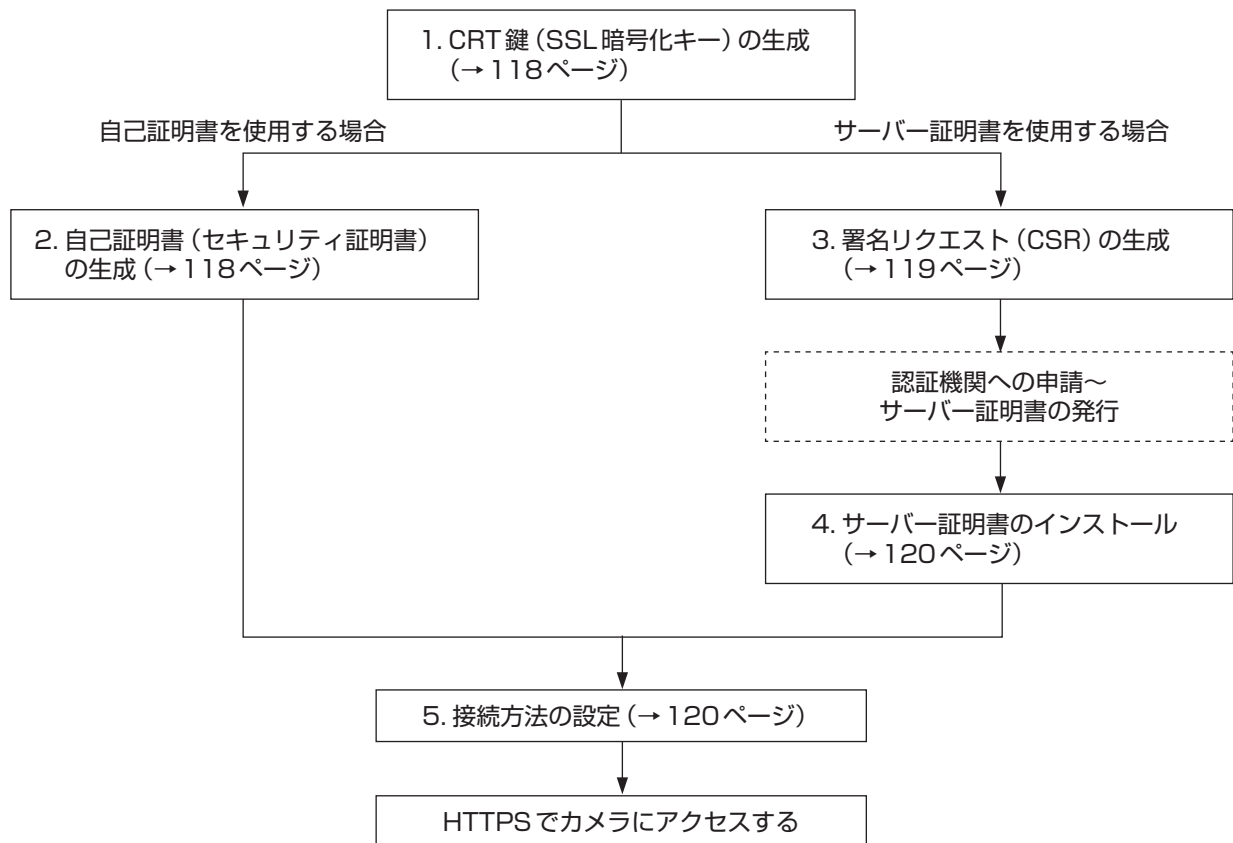 1. CRT鍵（SSL暗号化キー）の生成
（→118ページ）
自己証明書を使用する場合
サーバー証明書を使用する場合
2. 自己証明書（セキュリティ証明書）
の生成（→118ページ）
3. 署名リクエスト（CSR）の生成
（→119ページ）
認証機関への申請～
サーバー証明書の発行
4. サーバー証明書のインストール
（→120ページ）
5. 接続方法の設定（→120ページ）
HTTPSでカメラにアクセスする